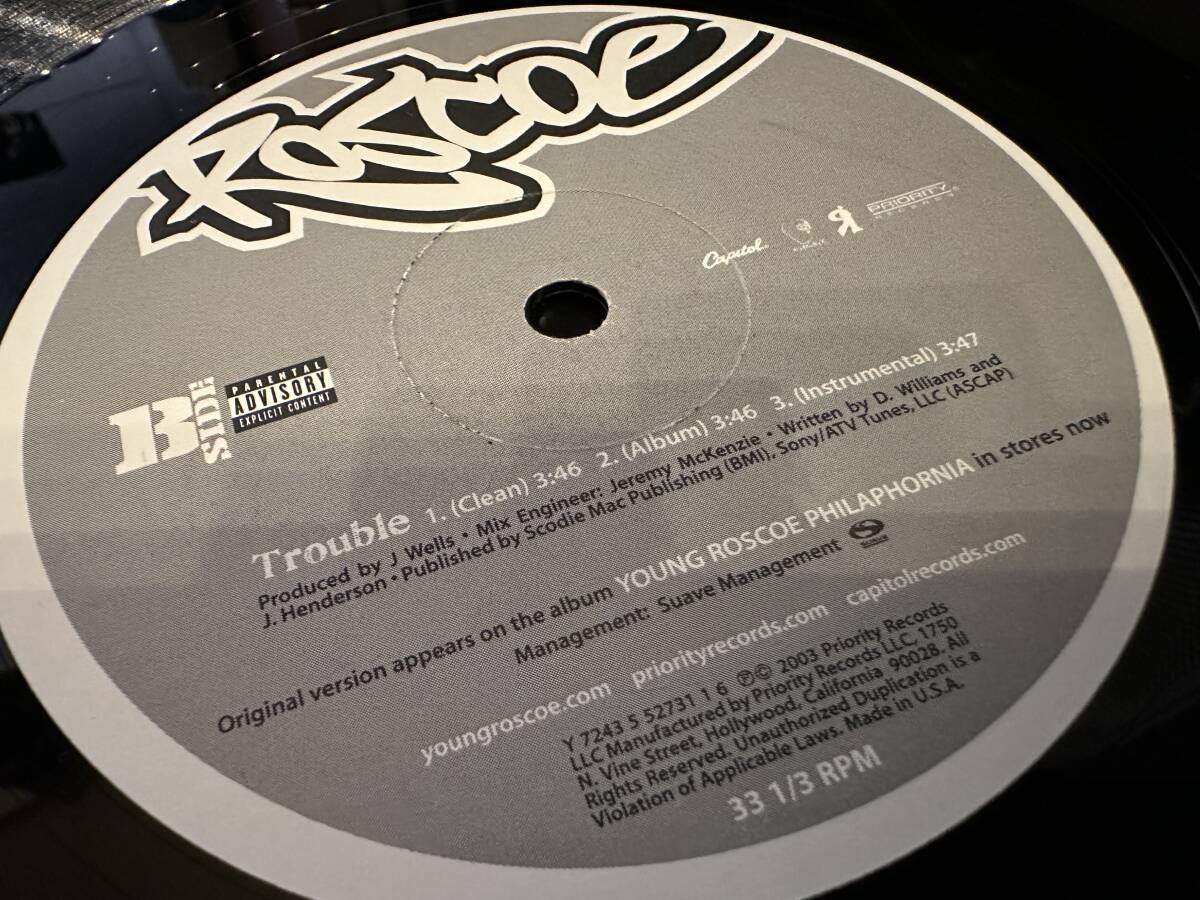 Roscoe
Capitol
PRIORITY
RECORDS
B SIDE
PARENTAL
ADVISORY
EXPLICIT CONTENT
Trouble 1. (Clean) 3:46 2. (Album) 3:46 3. (Instrumental) 3:47
Produced by J Wells • Mix Engineer: Jeremy McKenzie • Written by D. Williams and
J. Henderson • Published by Scodie Mac Publishing (BMI), Sony/ATV Tunes, LLC (ASCAP)
Original version appears on the album YOUNG ROSCOE PHILAPHORNIA in stores now
Management: Suave Management
youngroscoe.com priorityrecords.com capitolrecords.com
Y 7243 5 52731 1 6 ℗© 2003 Priority Records
LLC Manufactured by Priority Records LLC, 1750
N. Vine Street, Hollywood, California 90028. All
Rights Reserved. Unauthorized Duplication is a
Violation of Applicable Laws. Made in U.S.A.
33 1/3 RPM